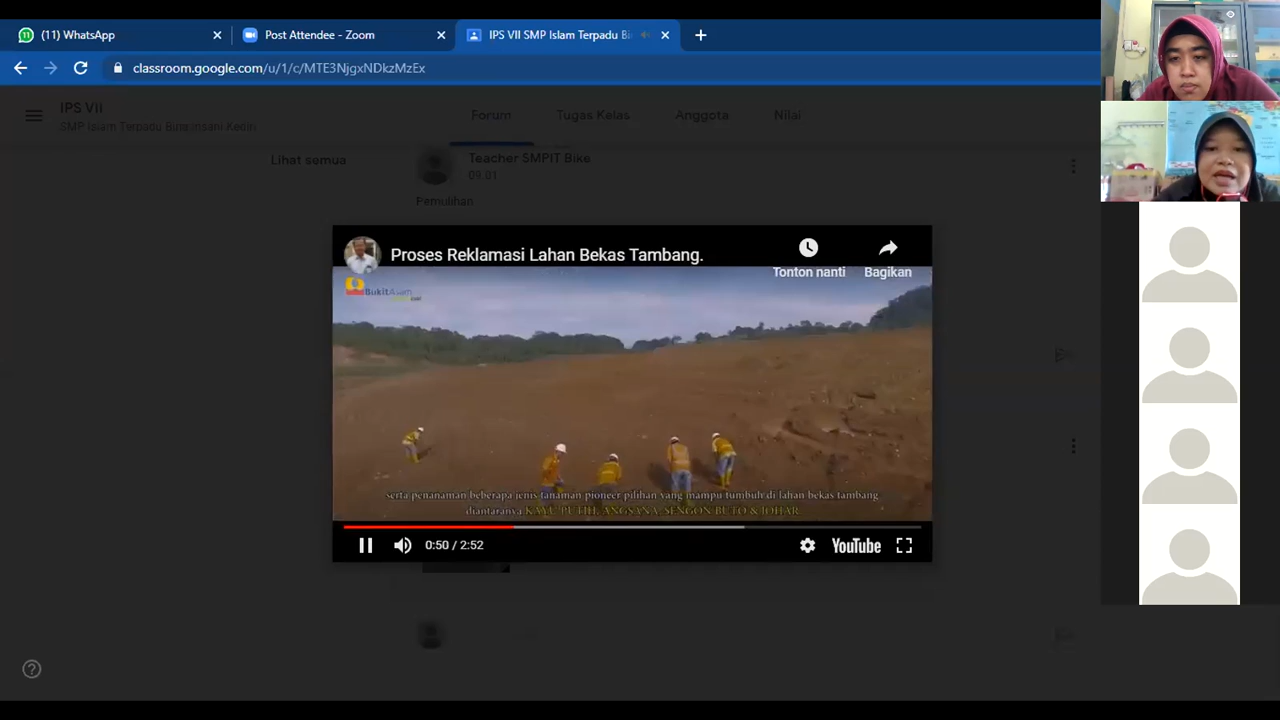 (11) WhatsApp
Post Attendee - Zoom
IPS VII SMP Islam Terpadu Bi
classroom.google.com/u/1/c/MTE3NjgxNDkzMzEx
IPS VII
SMP Islam Terpadu Bina Insani Kediri
Forum
Tugas Kelas
Anggota
Nilai
Lihat semua
Teacher SMPIT Bike
09.01
Pemulihan
Proses Reklamasi Lahan Bekas Tambang.
Tonton nanti
Bagikan
BukitAsam
serta penanaman beberapa jenis tanaman pioneer pilihan yang mampu tumbuh di lahan bekas tambang
diantaranya KAYU PUTIH, ANGSANA, SENGON BUTO & JOHAR
0:50 / 2:52
YouTube